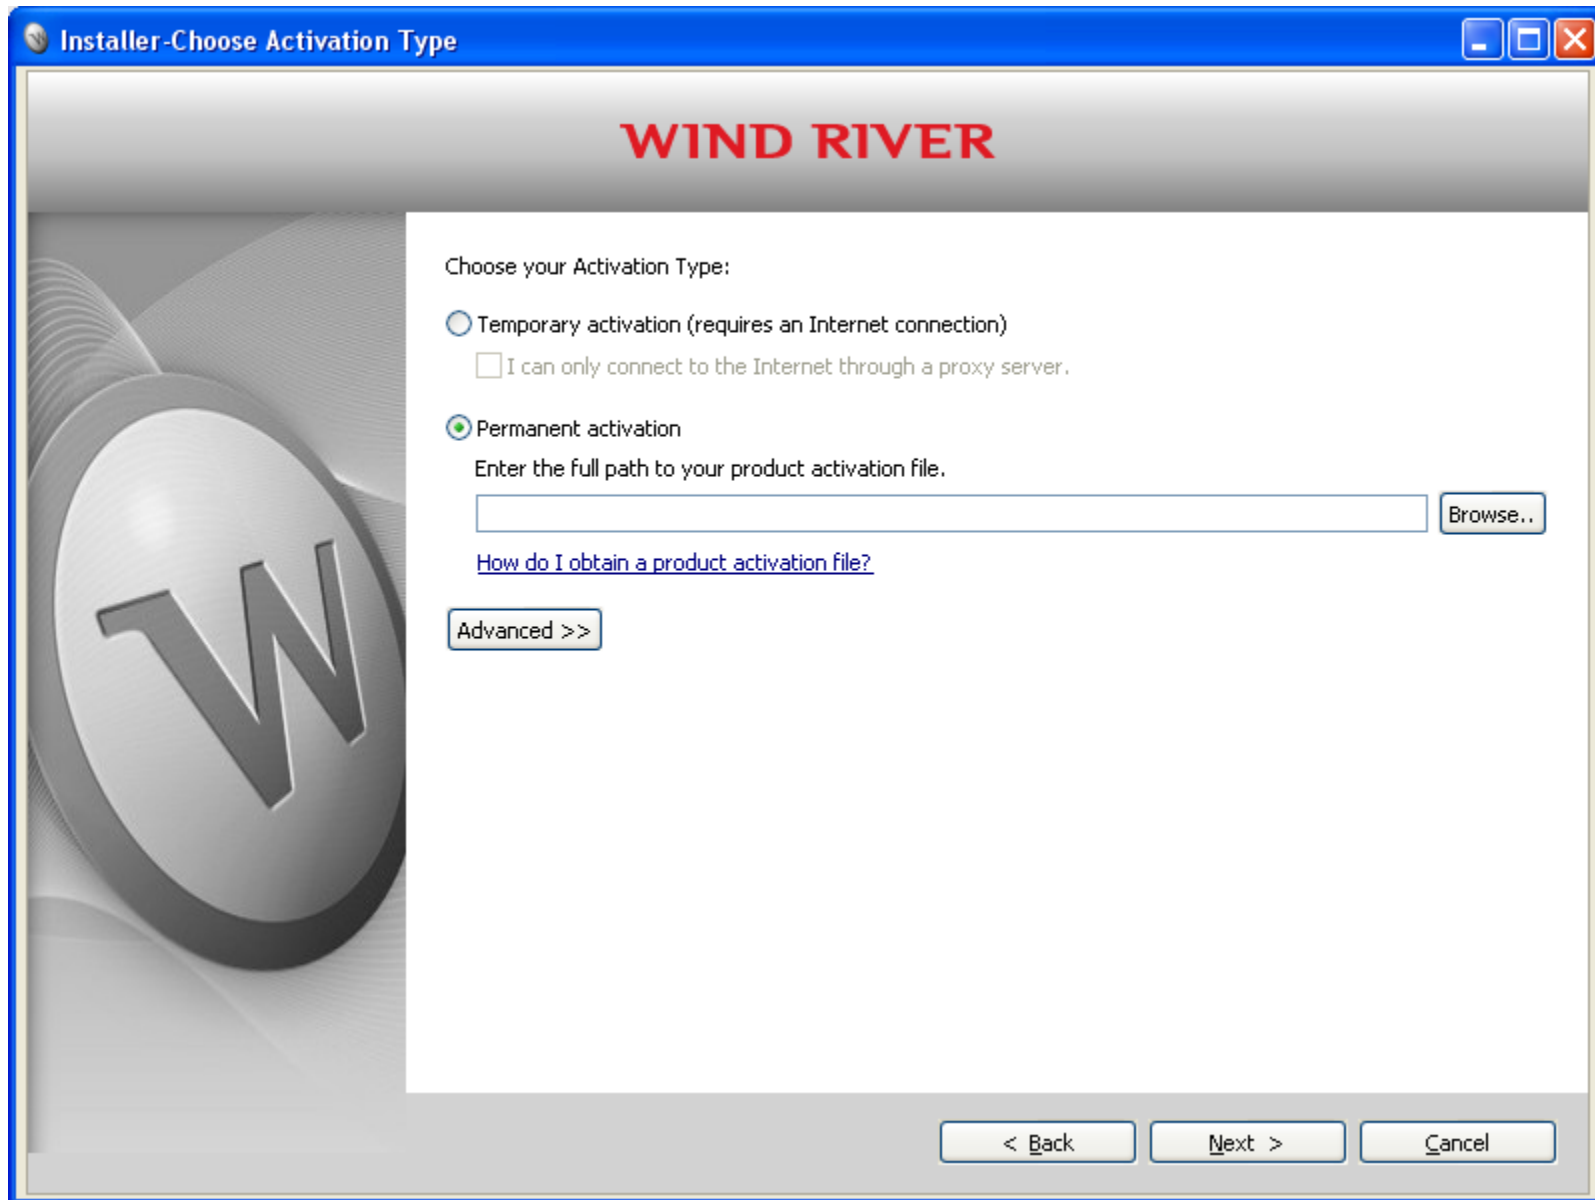 Installer-Choose Activation Type
WIND RIVER
Choose your Activation Type:
Temporary activation (requires an Internet connection)
I can only connect to the Internet through a proxy server.
Permanent activation
Enter the full path to your product activation file.
Browse..
How do I obtain a product activation file?
Advanced >>
W
< Back Next > Cancel